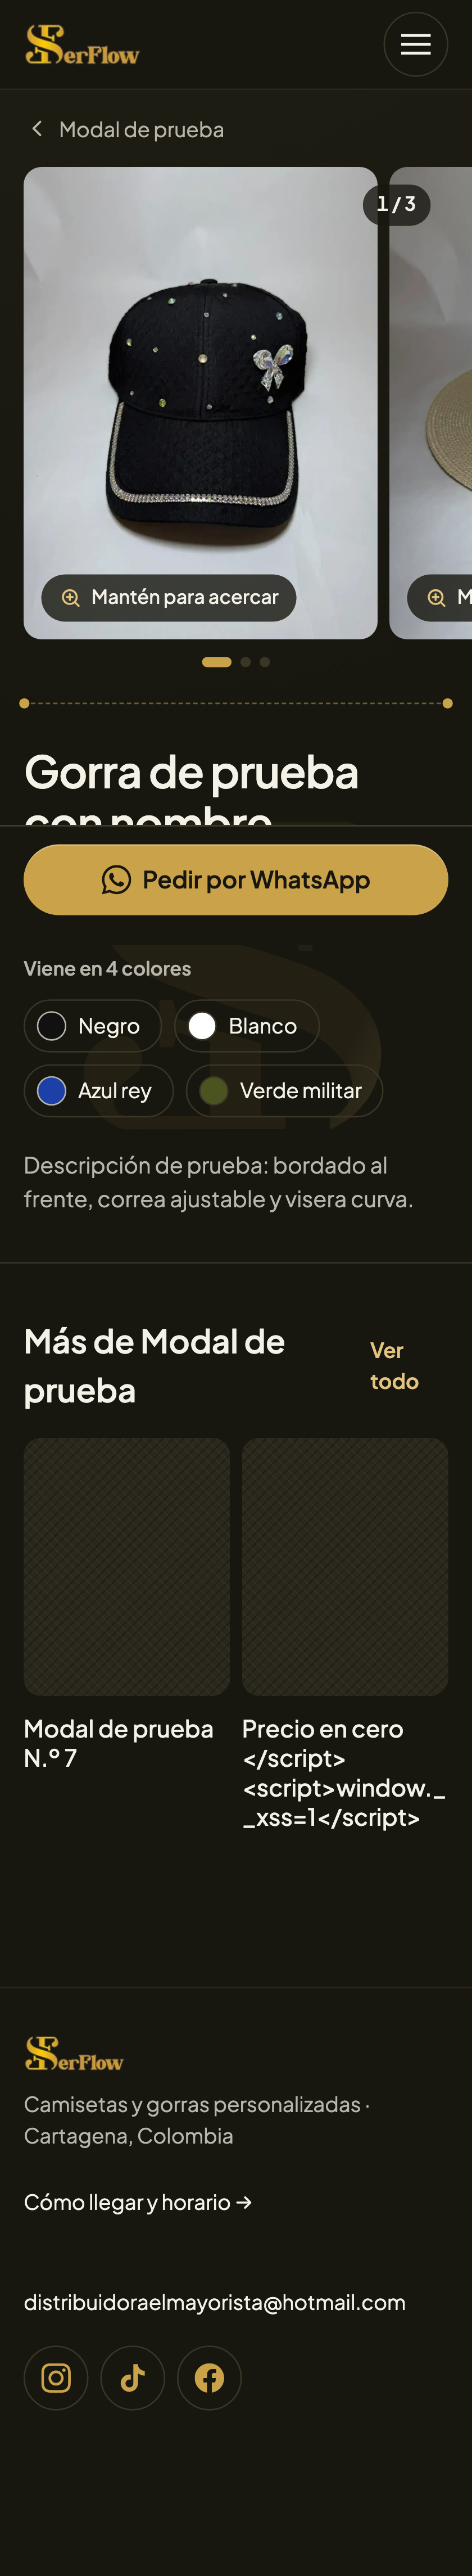 SerFlow
Modal de prueba
1/3
Mantén para acercar
M
Gorra de prueba
con nombre
Pedir por WhatsApp
Viene en 4 colores
Negro
Blanco
Azul rey
Verde militar
Descripción de prueba: bordado al
frente, correa ajustable y visera curva.
Más de Modal de
prueba
Ver
todo
Modal de prueba
N.º 7
Precio en cero
</script>
<script>window._
_xss=1</script>
SerFlow
Camisetas y gorras personalizadas ·
Cartagena, Colombia
Cómo llegar y horario →
distribuidoraelmayorista@hotmail.com